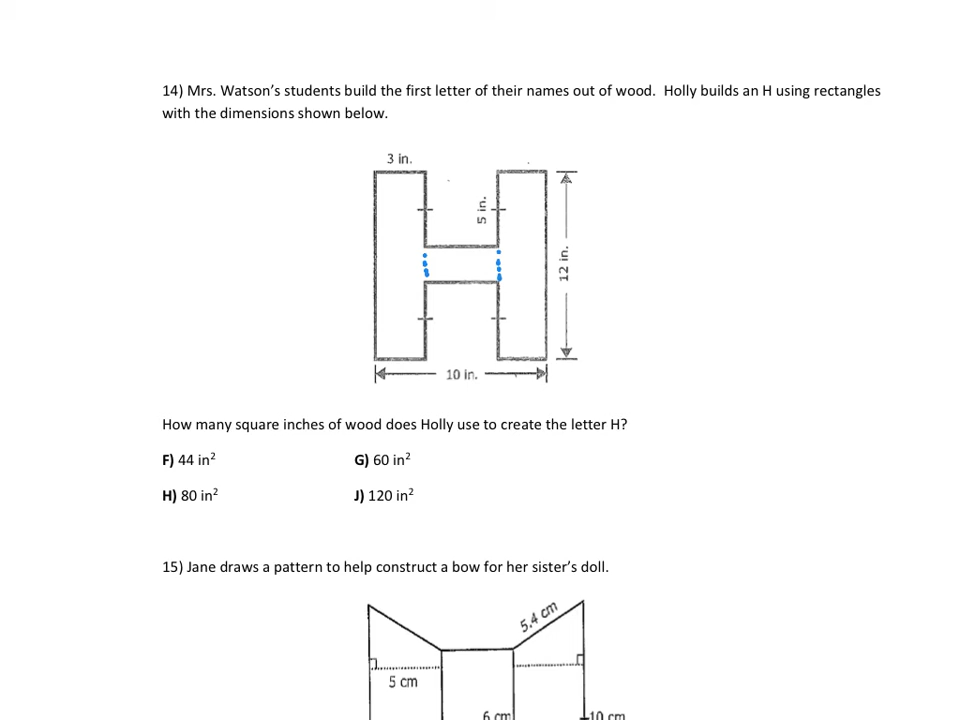 14) Mrs. Watson's students build the first letter of their names out of wood.  Holly builds an H using rectangles
with the dimensions shown below.
3 in.
5 in.
12 in.
10 in.
How many square inches of wood does Holly use to create the letter H?
F) 44 in²
G) 60 in²
H) 80 in²
J) 120 in²
15) Jane draws a pattern to help construct a bow for her sister's doll.
5.4 cm
5 cm
6 cm
10 cm